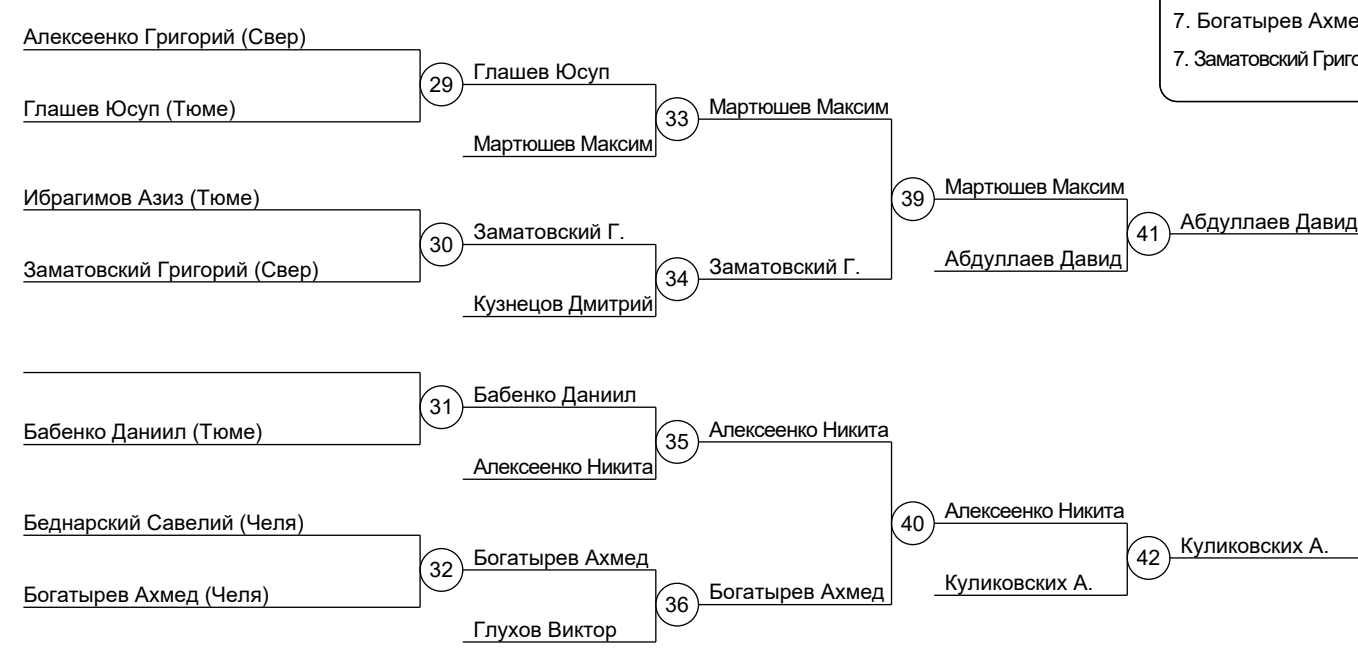 7. Богатырев Ахме
7. Заматовский Григо
Алексеенко Григорий (Свер)
29
Глашев Юсуп (Тюме)
Глашев Юсуп
33
Мартюшев Максим
Мартюшев Максим
Ибрагимов Азиз (Тюме)
30
Заматовский Григорий (Свер)
Заматовский Г.
34
Кузнецов Дмитрий
Заматовский Г.
39
Мартюшев Максим
41
Абдуллаев Давид
Абдуллаев Давид
31
Бабенко Даниил (Тюме)
Бабенко Даниил
35
Алексеенко Никита
Алексеенко Никита
Беднарский Савелий (Челя)
32
Богатырев Ахмед (Челя)
Богатырев Ахмед
36
Глухов Виктор
Богатырев Ахмед
40
Алексеенко Никита
42
Куликовских А.
Куликовских А.